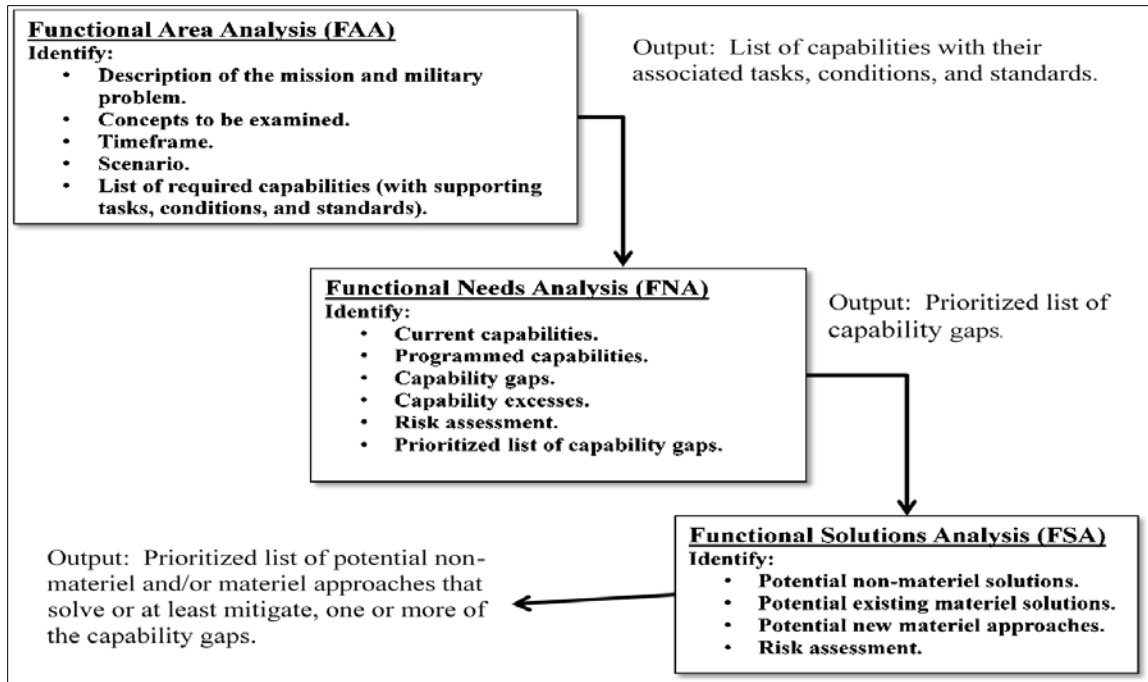 Functional Area Analysis (FAA)
Identify:
• Description of the mission and military
problem.
• Concepts to be examined.
• Timeframe.
• Scenario.
• List of required capabilities (with supporting
tasks, conditions, and standards).
Output: List of capabilities with their
associated tasks, conditions, and standards.
Functional Needs Analysis (FNA)
Identify:
• Current capabilities.
• Programmed capabilities.
• Capability gaps.
• Capability excesses.
• Risk assessment.
• Prioritized list of capability gaps.
Output: Prioritized list of
capability gaps.
Functional Solutions Analysis (FSA)
Identify:
• Potential non-materiel solutions.
• Potential existing materiel solutions.
• Potential new materiel approaches.
• Risk assessment.
Output: Prioritized list of potential non-
materiel and/or materiel approaches that
solve or at least mitigate, one or more of
the capability gaps.